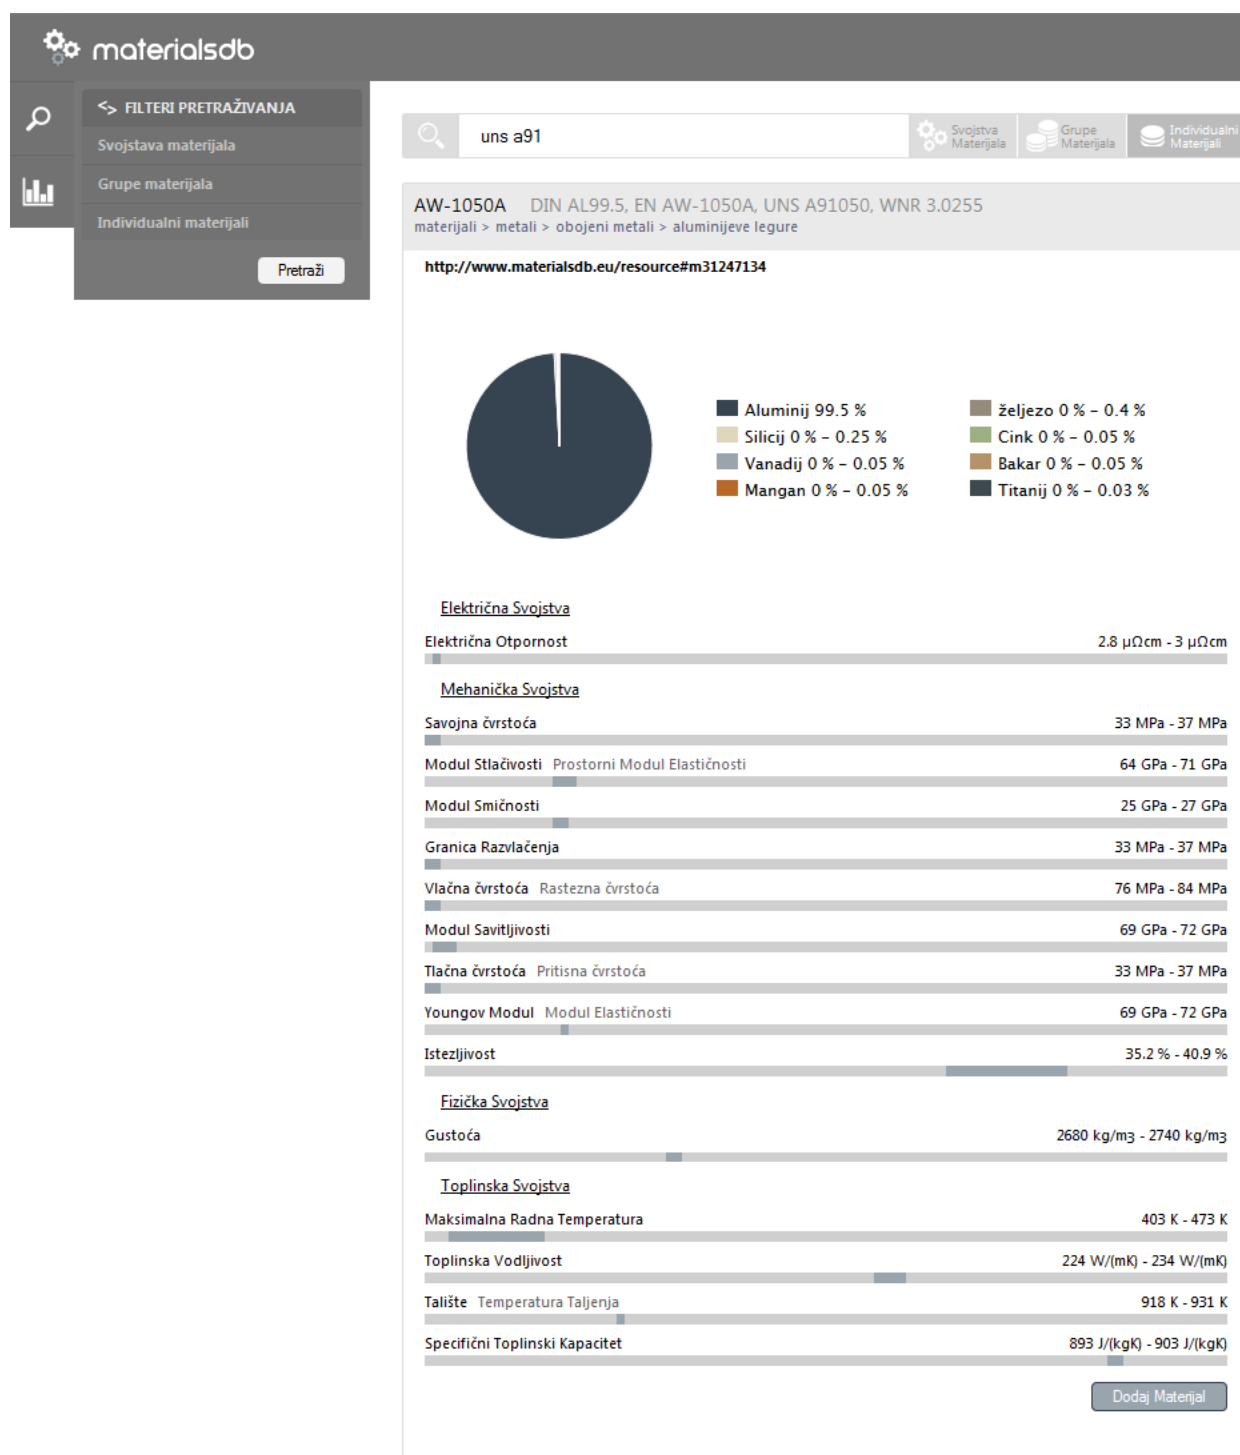 materialsdb
<> FILTERI PRETRAŽIVANJA
Svojstava materijala
Grupe materijala
Individualni materijali
Pretraži
uns a91
Svojstva
Materijala
Grupe
Materijala
Individualni
Materijali
AW-1050A DIN AL99.5, EN AW-1050A, UNS A91050, WNR 3.0255
materijali > metali > obojeni metali > aluminijeve legure
http://www.materialsdb.eu/resource#m31247134
Aluminij 99.5 %
željezo 0 % – 0.4 %
Silicij 0 % – 0.25 %
Cink 0 % – 0.05 %
Vanadij 0 % – 0.05 %
Bakar 0 % – 0.05 %
Mangan 0 % – 0.05 %
Titanij 0 % – 0.03 %
Električna Svojstva
Električna Otpornost 2.8 µΩcm - 3 µΩcm
Mehanička Svojstva
Savojna čvrstoća 33 MPa - 37 MPa
Modul Stlačivosti Prostorni Modul Elastičnosti 64 GPa - 71 GPa
Modul Smičnosti 25 GPa - 27 GPa
Granica Razvlačenja 33 MPa - 37 MPa
Vlačna čvrstoća Rastezna čvrstoća 76 MPa - 84 MPa
Modul Savitljivosti 69 GPa - 72 GPa
Tlačna čvrstoća Pritisna čvrstoća 33 MPa - 37 MPa
Youngov Modul Modul Elastičnosti 69 GPa - 72 GPa
Istezljivost 35.2 % - 40.9 %
Fizička Svojstva
Gustoća 2680 kg/m3 - 2740 kg/m3
Toplinska Svojstva
Maksimalna Radna Temperatura 403 K - 473 K
Toplinska Vodljivost 224 W/(mK) - 234 W/(mK)
Talište Temperatura Taljenja 918 K - 931 K
Specifični Toplinski Kapacitet 893 J/(kgK) - 903 J/(kgK)
Dodaj Materijal